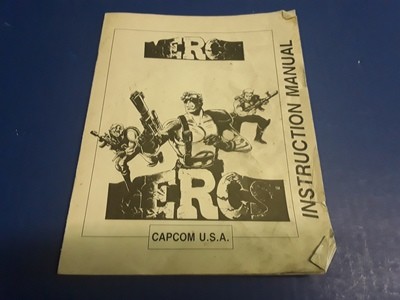 MERCS
MERCS
CAPCOM U.S.A.
INSTRUCTION MANUAL